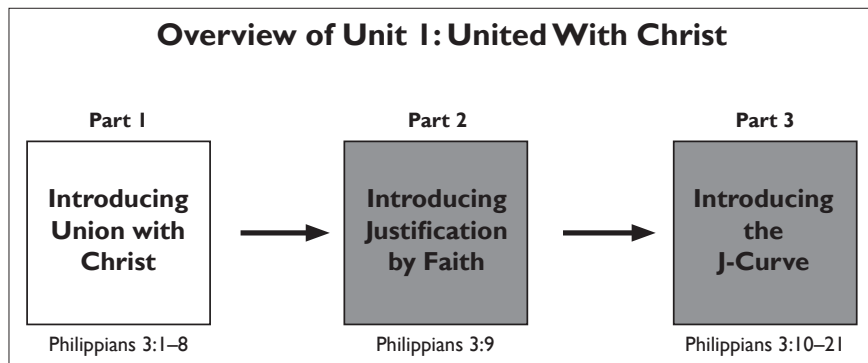 Overview of Unit 1: United With Christ
Part 1
Introducing
Union with
Christ
Philippians 3:1–8
Part 2
Introducing
Justification
by Faith
Philippians 3:9
Part 3
Introducing
the
J-Curve
Philippians 3:10–21